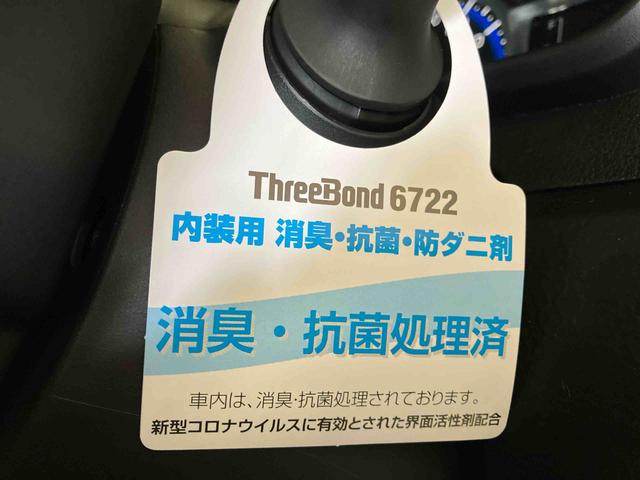 ThreeBond 6722
内装用 消臭・抗菌・防ダニ剤
消臭・抗菌処理済
車内は、消臭・抗菌処理されております。
新型コロナウイルスに有効とされた界面活性剤配合